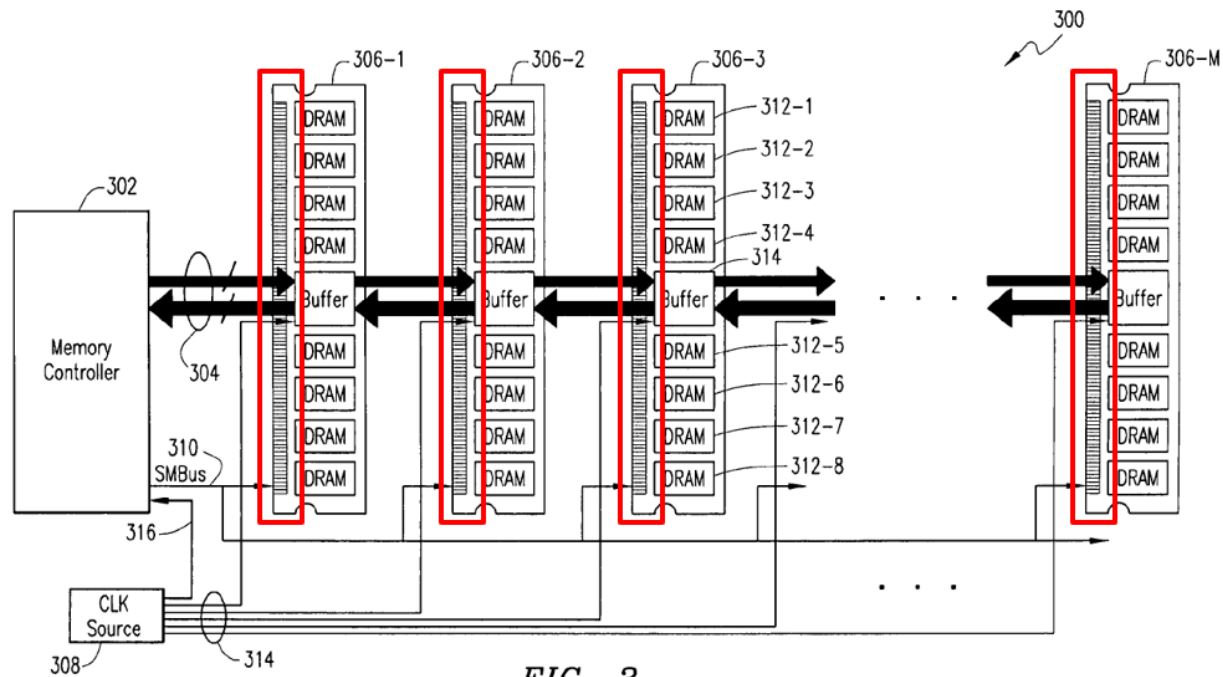 300
306-1
306-2
306-3
306-M
DRAM DRAM DRAM 312-1 DRAM
DRAM DRAM DRAM 312-2 DRAM
302
DRAM DRAM DRAM 312-3 DRAM
DRAM DRAM DRAM 312-4 DRAM
314
Buffer Buffer Buffer . . . Buffer
Memory
Controller
304
DRAM DRAM DRAM 312-5 DRAM
DRAM DRAM DRAM 312-6 DRAM
DRAM DRAM DRAM 312-7 DRAM
310
SMBus
DRAM DRAM DRAM 312-8 DRAM
316
CLK
Source
. . .
308
314